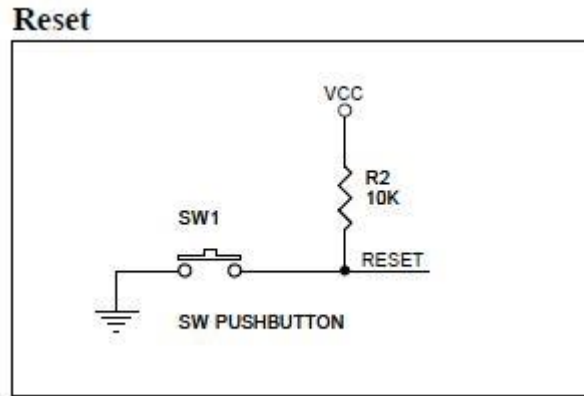 Reset
VCC
R2
10K
SW1
RESET
SW PUSHBUTTON